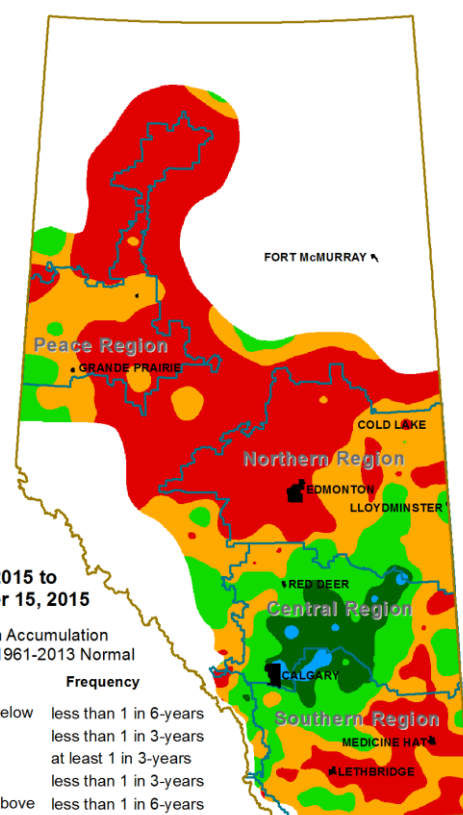 FORT McMURRAY
Peace Region
GRANDE PRAIRIE
COLD LAKE
Northern Region
EDMONTON
LLOYDMINSTER
2015 to
r 15, 2015
RED DEER
Central Region
n Accumulation
1961-2013 Normal
CALGARY
Frequency
elow less than 1 in 6-years
Southern Region
less than 1 in 3-years
MEDICINE HAT
at least 1 in 3-years
LETHBRIDGE
less than 1 in 3-years
bove less than 1 in 6-years